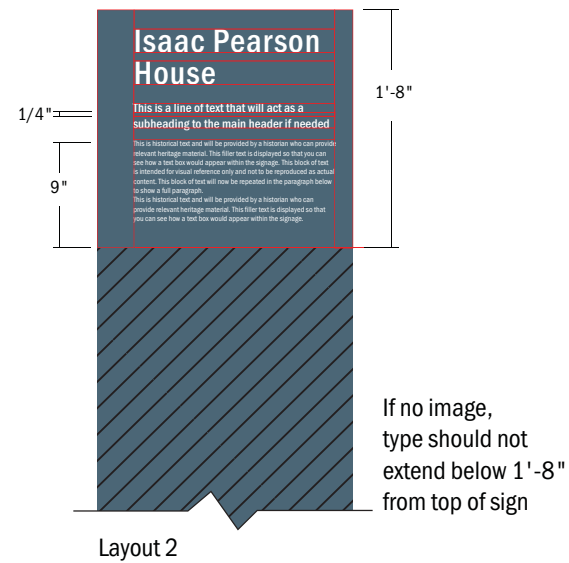 Isaac Pearson
House
This is a line of text that will act as a
subheading to the main header if needed
This is historical text and will be provided by a historian who can provide
relevant heritage material. This filler text is displayed so that you can
see how a text box would appear within the signage. This block of text
is intended for visual reference only and not to be reproduced as actual
content. This block of text will now be repeated in the paragraph below
to show a full paragraph.
This is historical text and will be provided by a historian who can
provide relevant heritage material. This filler text is displayed so that
you can see how a text box would appear within the signage.
1/4"
9"
1'-8"
If no image,
type should not
extend below 1'-8"
from top of sign
Layout 2